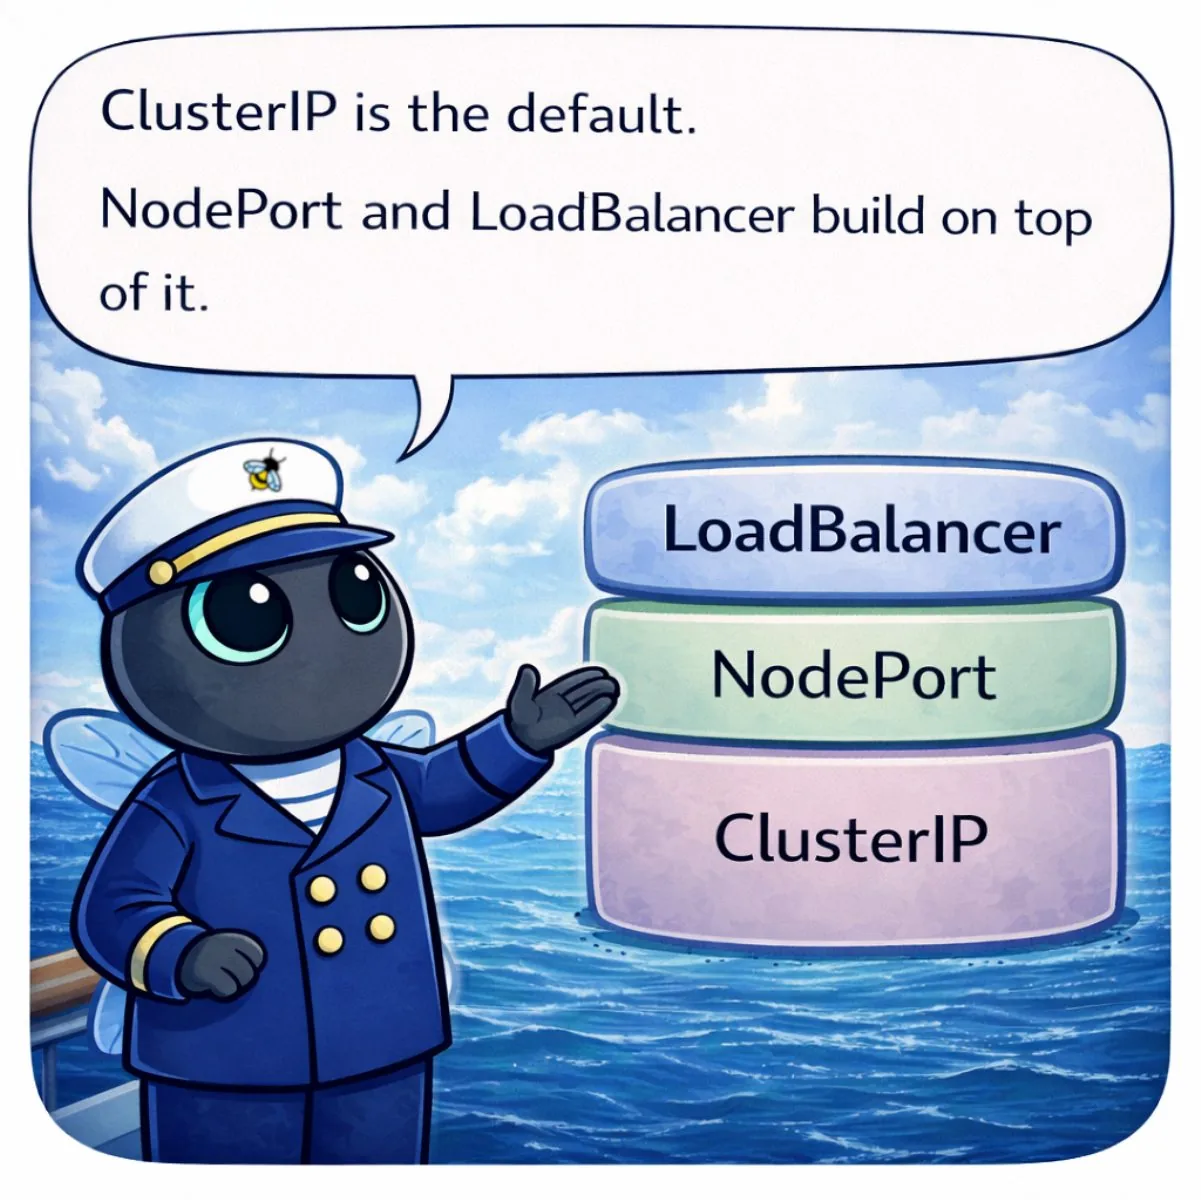 ClusterIP is the default.
NodePort and LoadBalancer build on top
of it.
LoadBalancer
NodePort
ClusterIP